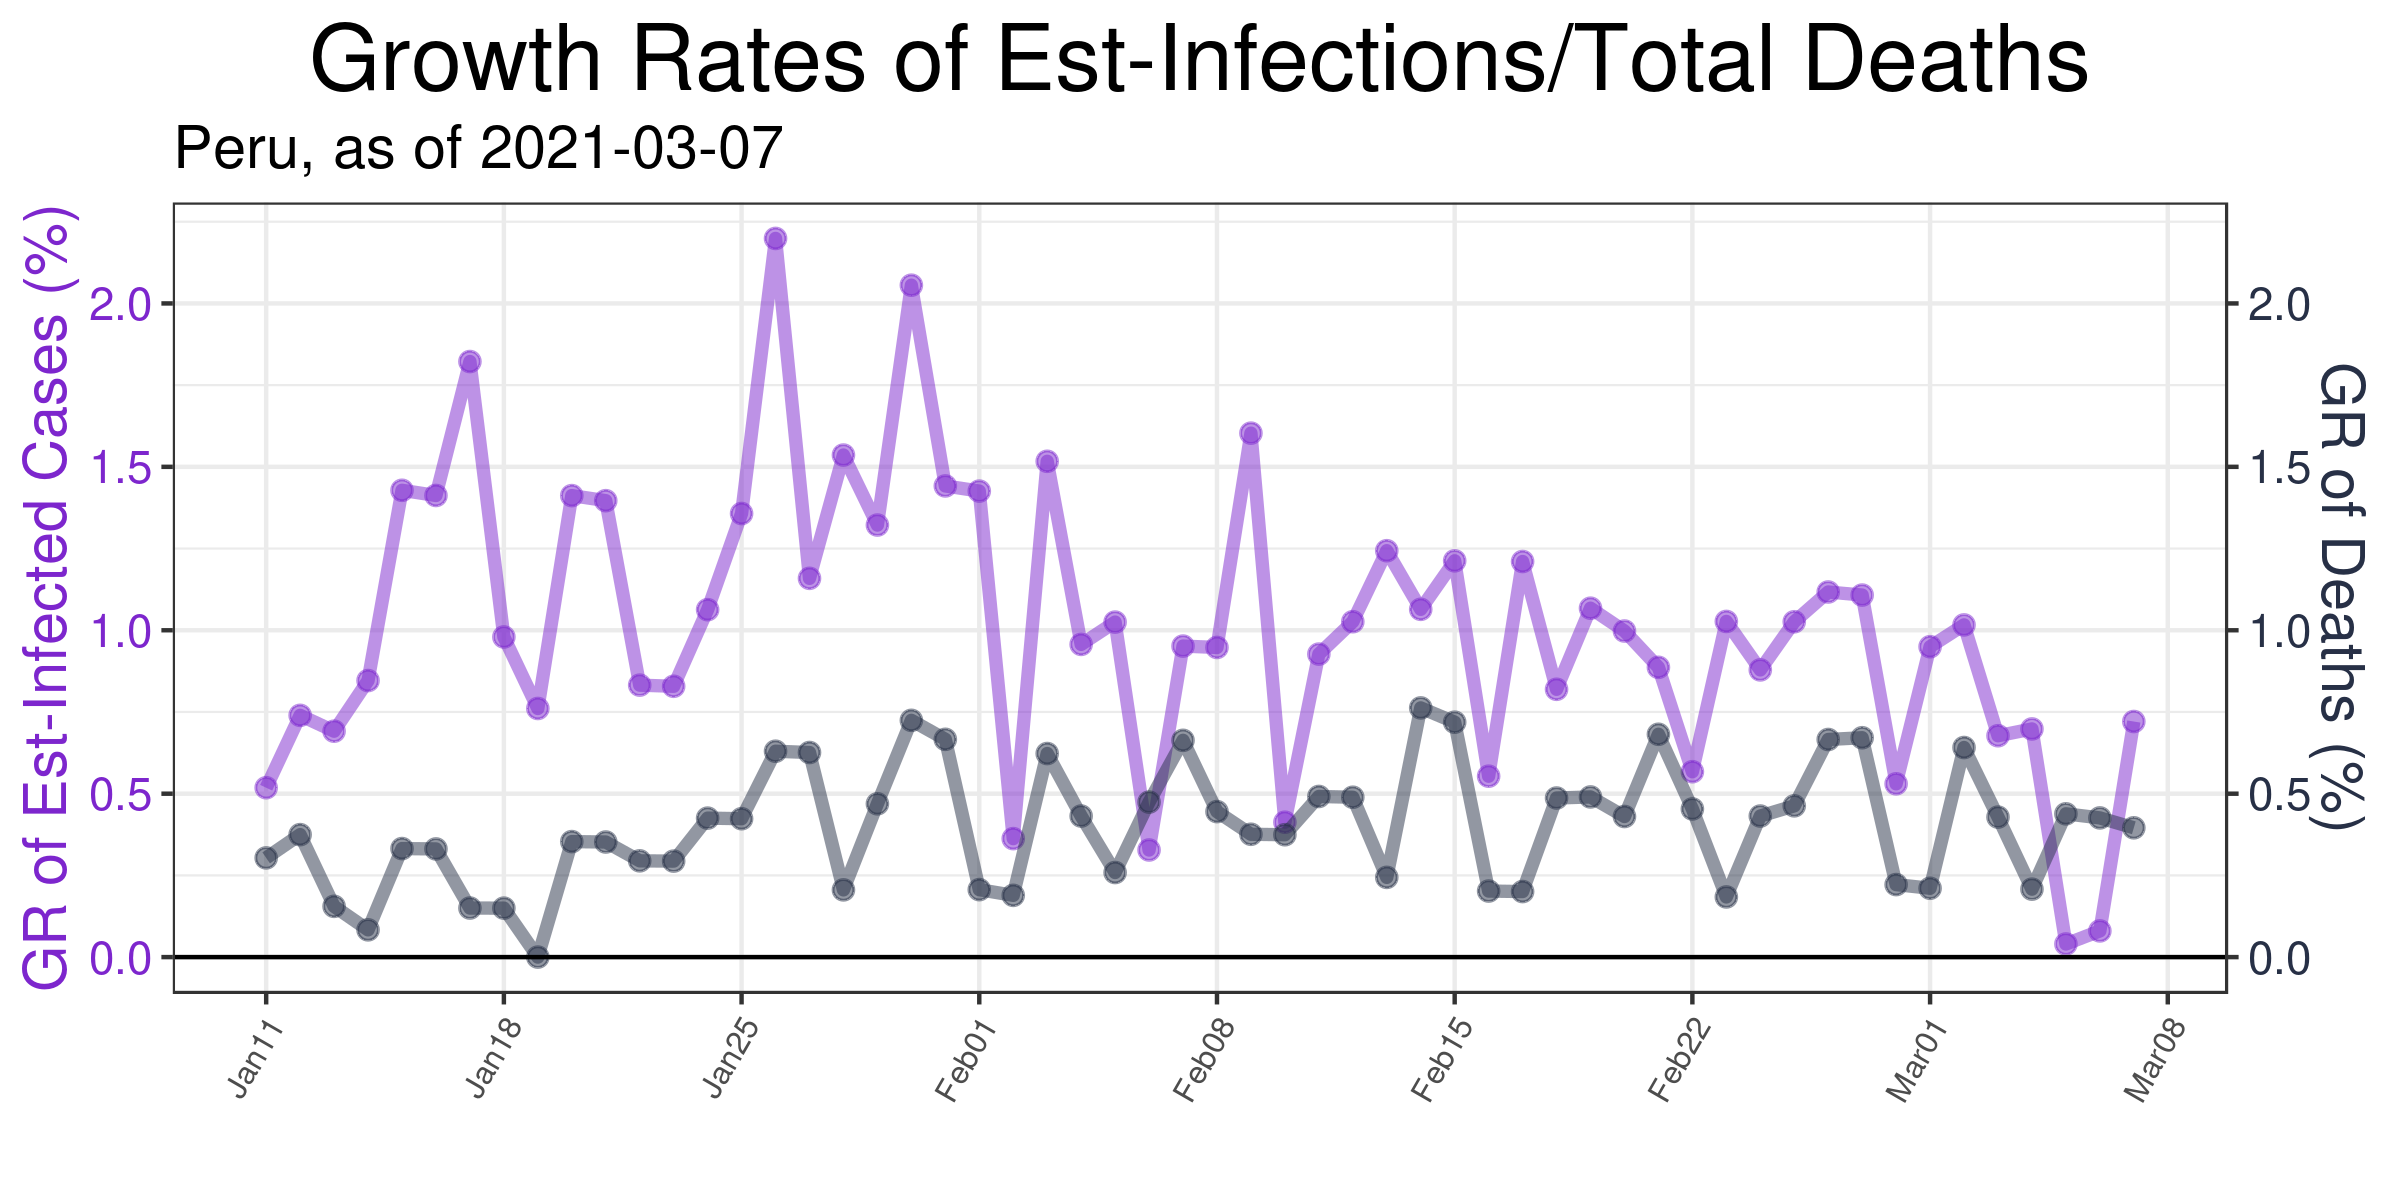 Growth Rates of Est-Infections/Total Deaths
Peru, as of 2021-03-07
GR of Est-Infected Cases (%)
2.0
1.5
1.0
0.5
0.0
2.0
1.5
1.0
0.5
0.0
GR of Deaths (%)
Jan11
Jan18
Jan25
Feb01
Feb08
Feb15
Feb22
Mar01
Mar08